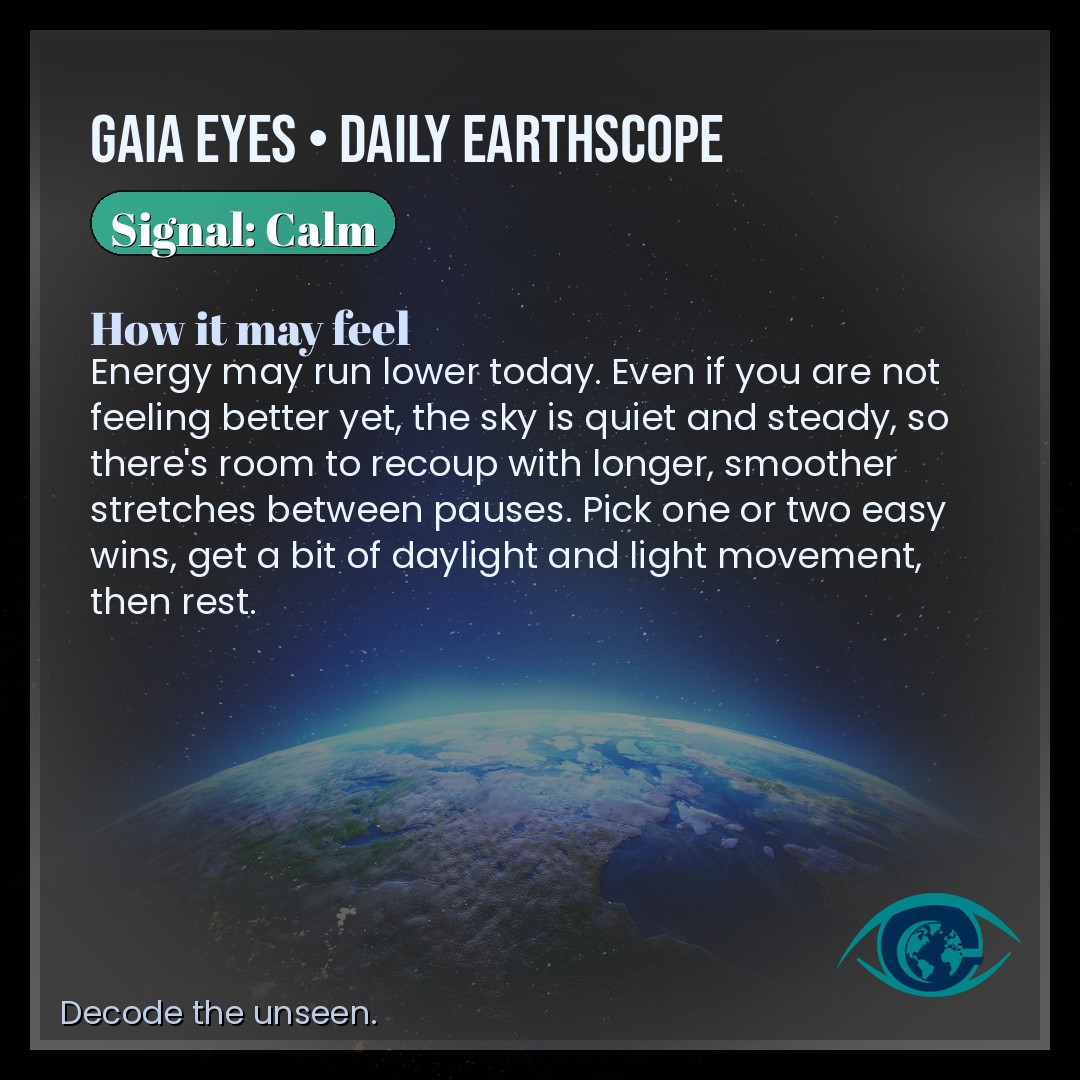 GAIA EYES • DAILY EARTHSCOPE
Signal: Calm
How it may feel
Energy may run lower today. Even if you are not
feeling better yet, the sky is quiet and steady, so
there's room to recoup with longer, smoother
stretches between pauses. Pick one or two easy
wins, get a bit of daylight and light movement,
then rest.
Decode the unseen.